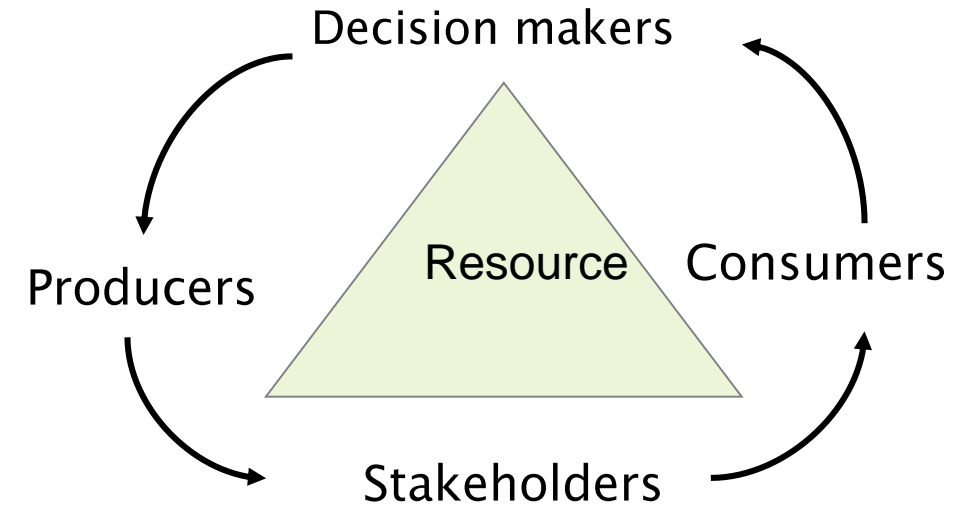 Decision makers
Resource
Consumers
Producers
Stakeholders